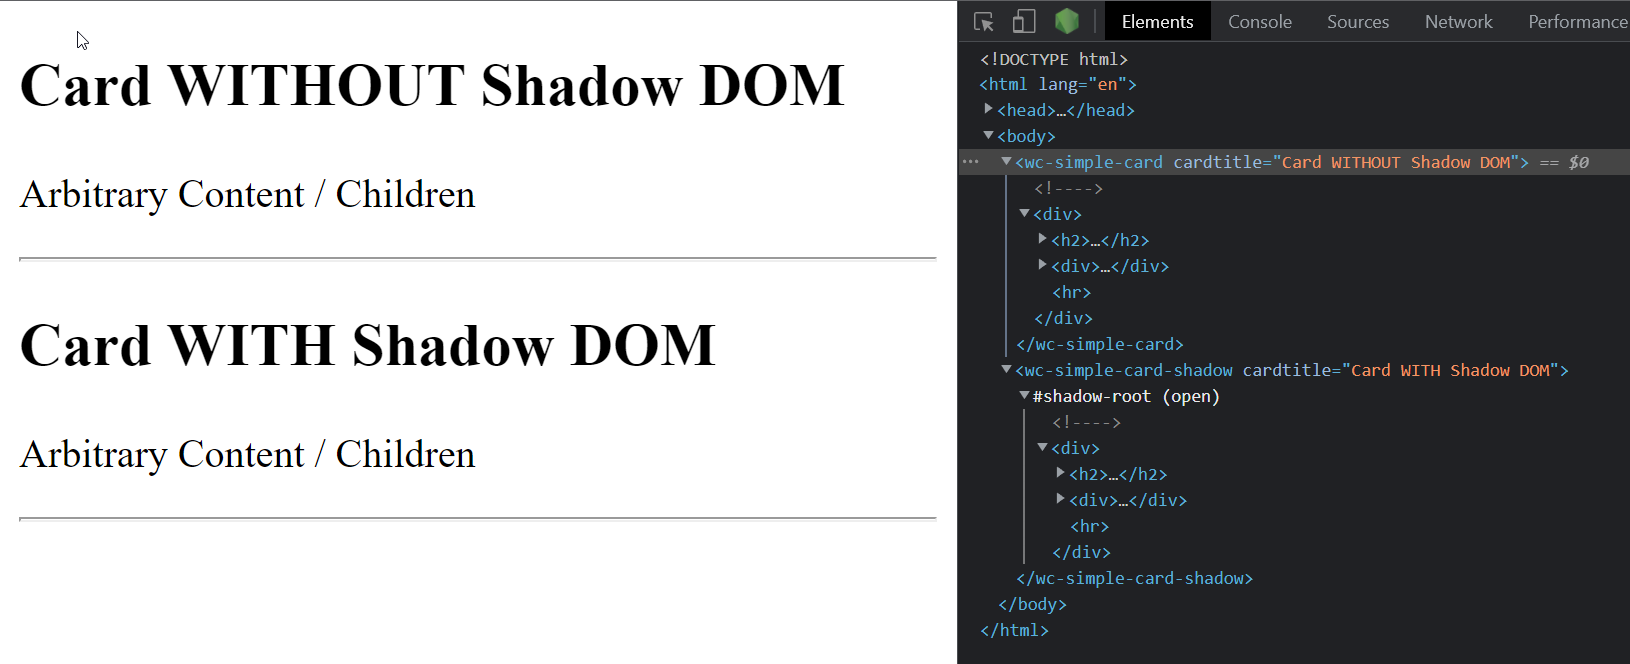 Card WITHOUT Shadow DOM
Arbitrary Content / Children
Card WITH Shadow DOM
Arbitrary Content / Children
Elements Console Sources Network Performance
<!DOCTYPE html>
<html lang="en">
<head>…</head>
<body>
… <wc-simple-card cardtitle="Card WITHOUT Shadow DOM"> == $0
<!---->
<div>
<h2>…</h2>
<div>…</div>
<hr>
</div>
</wc-simple-card>
<wc-simple-card-shadow cardtitle="Card WITH Shadow DOM">
#shadow-root (open)
<!---->
<div>
<h2>…</h2>
<div>…</div>
<hr>
</div>
</wc-simple-card-shadow>
</body>
</html>